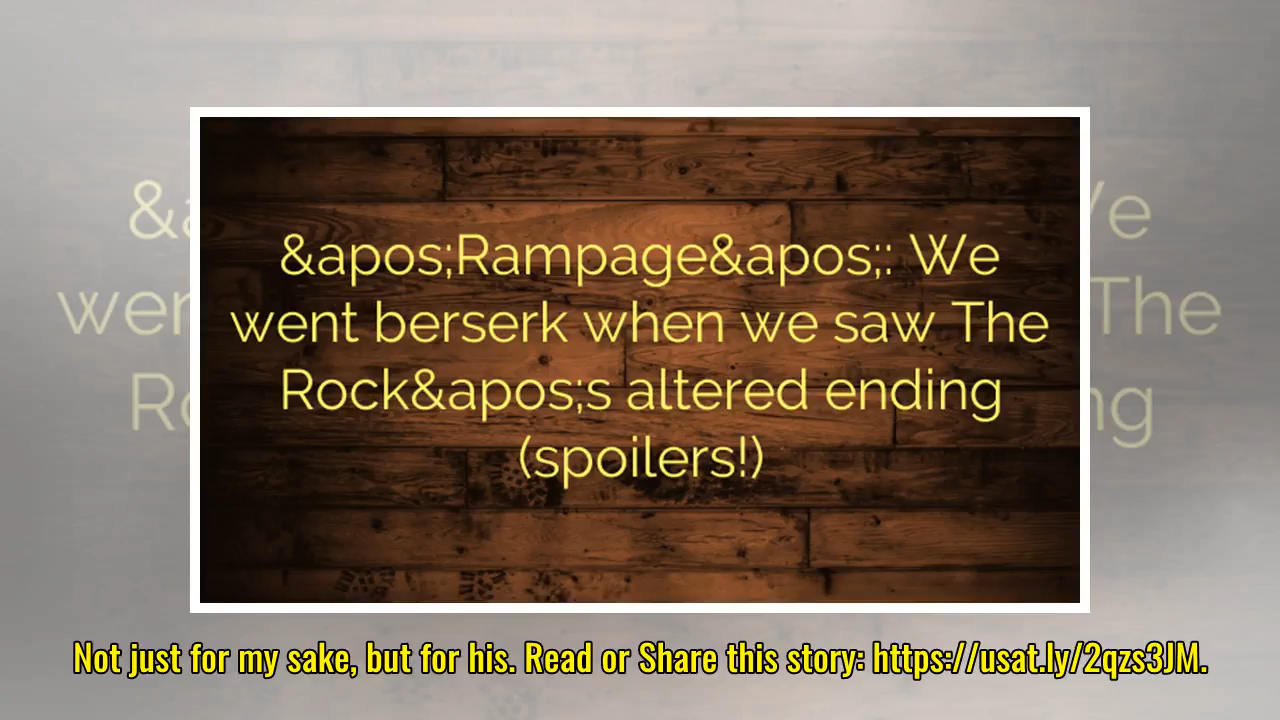 &apos;Rampage&apos;: We
went berserk when we saw The
Rock&apos;s altered ending
(spoilers!)
Not just for my sake, but for his. Read or Share this story: https://usat.ly/2qzs3JM.